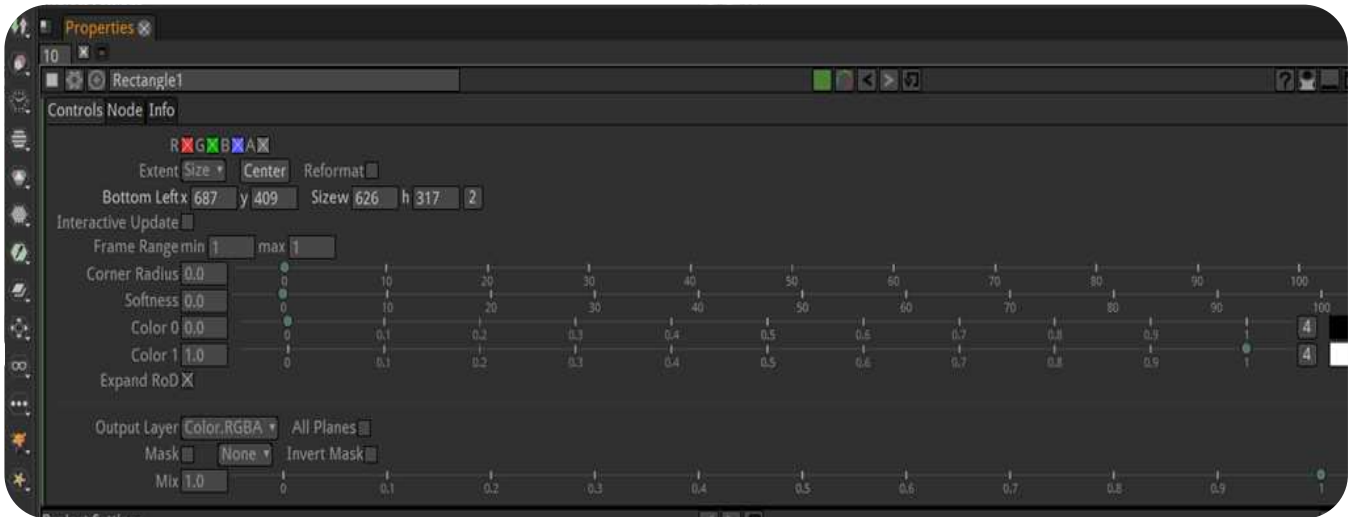 Properties
10
Rectangle1
?
Controls Node Info
R G B A
Extent Size Center Reformat
Bottom Left x 687 y 409 Size w 626 h 317 2
Interactive Update
Frame Range min 1 max 1
Corner Radius 0.0 0 10 20 30 40 50 60 70 80 90 100
Softness 0.0 0 10 20 30 40 50 60 70 80 90 100
Color 0 0.0 0 0.1 0.2 0.3 0.4 0.5 0.6 0.7 0.8 0.9 1 4
Color 1 1.0 0 0.1 0.2 0.3 0.4 0.5 0.6 0.7 0.8 0.9 1 4
Expand RoD
Output Layer Color.RGBA All Planes
Mask None Invert Mask
Mix 1.0 0 0.1 0.2 0.3 0.4 0.5 0.6 0.7 0.8 0.9 1